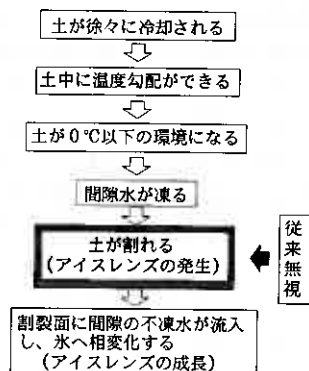 土が徐々に冷却される
土中に温度勾配ができる
土が0℃以下の環境になる
間隙水が凍る
土が割れる
(アイスレンズの発生)
従来無視
割裂面に間隙の不凍水が流入
し、氷へ相変化する
(アイスレンズの成長)